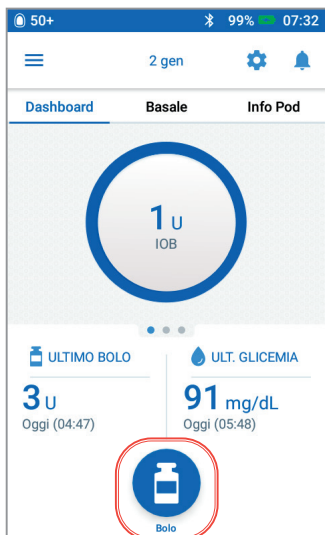 50+ 99% 07:32
2 gen
Dashboard Basale Info Pod
1 U
IOB
ULTIMO BOLO ULT. GLICEMIA
3 U 91 mg/dL
Oggi (04:47) Oggi (05:48)
Bolo